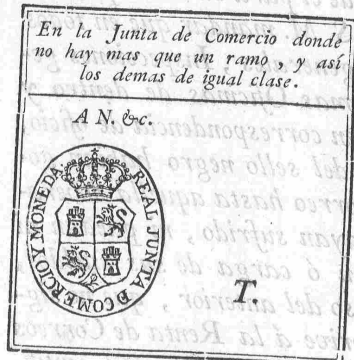 En la Junta de Comercio donde
no hay mas que un ramo, y así
los demas de igual clase.
A N. &c.
REAL JUNTA D COMERCIO Y MONEDA
T.